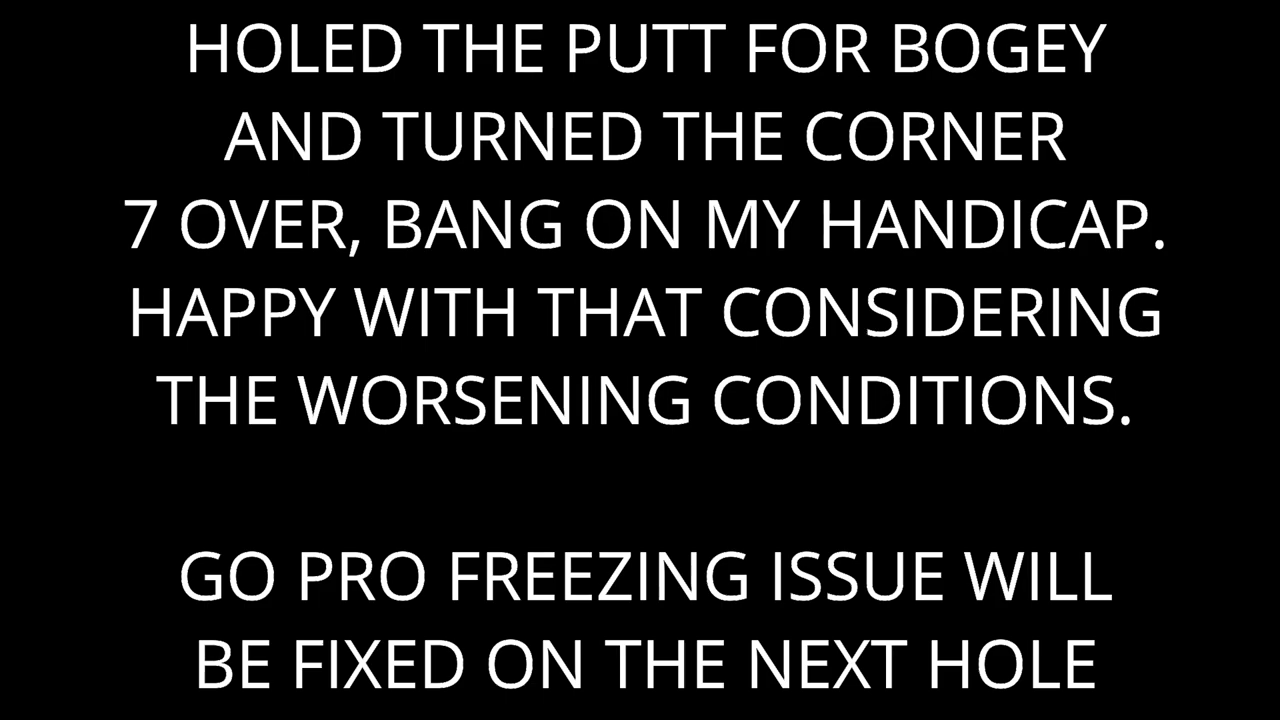 HOLED THE PUTT FOR BOGEY
AND TURNED THE CORNER
7 OVER, BANG ON MY HANDICAP.
HAPPY WITH THAT CONSIDERING
THE WORSENING CONDITIONS.
GO PRO FREEZING ISSUE WILL
BE FIXED ON THE NEXT HOLE